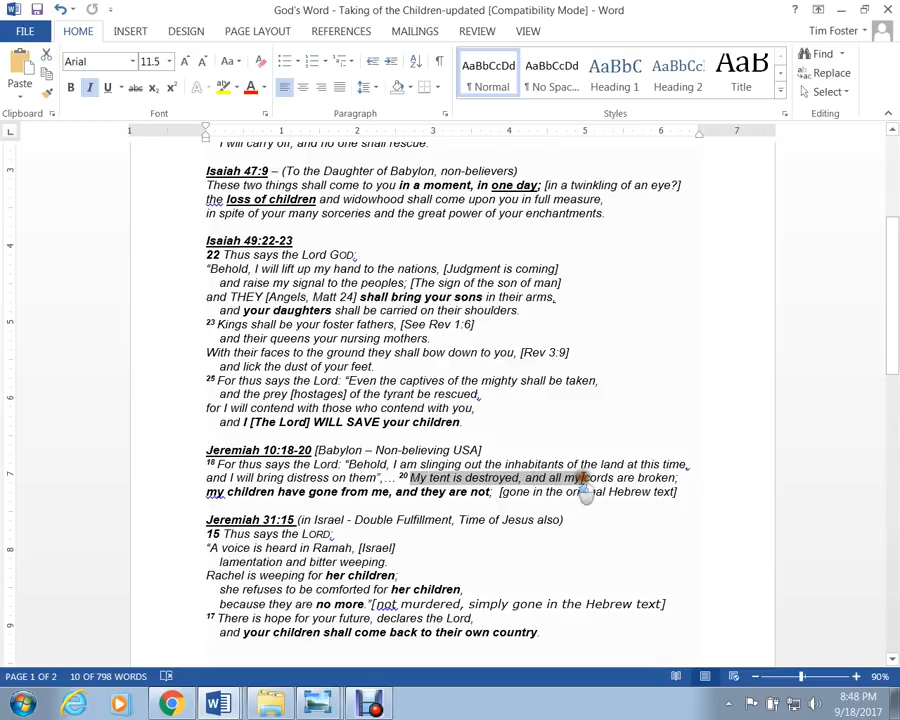 God's Word - Taking of the Children-updated [Compatibility Mode] - Word
FILE HOME INSERT DESIGN PAGE LAYOUT REFERENCES MAILINGS REVIEW VIEW Tim Foster
Paste
Arial 11.5 Aa
B I U abc x₂ x² A A
AaBbCcDd AaBbCcDd AaBbC AaBbCc AaB
¶ Normal ¶ No Spac... Heading 1 Heading 2 Title
Find
Replace
Select
Clipboard Font Paragraph Styles Editing
1 1 2 3 4 5 6 7
I will carry off, and no one shall rescue.
Isaiah 47:9 – (To the Daughter of Babylon, non-believers)
These two things shall come to you in a moment, in one day; [in a twinkling of an eye?]
the loss of children and widowhood shall come upon you in full measure,
in spite of your many sorceries and the great power of your enchantments.
Isaiah 49:22-23
22 Thus says the Lord GOD:
“Behold, I will lift up my hand to the nations, [Judgment is coming]
and raise my signal to the peoples; [The sign of the son of man]
and THEY [Angels, Matt 24] shall bring your sons in their arms,
and your daughters shall be carried on their shoulders.
23 Kings shall be your foster fathers, [See Rev 1:6]
and their queens your nursing mothers.
With their faces to the ground they shall bow down to you, [Rev 3:9]
and lick the dust of your feet.
25 For thus says the Lord: “Even the captives of the mighty shall be taken,
and the prey [hostages] of the tyrant be rescued,
for I will contend with those who contend with you,
and I [The Lord] WILL SAVE your children.
Jeremiah 10:18-20 [Babylon – Non-believing USA]
18 For thus says the Lord: “Behold, I am slinging out the inhabitants of the land at this time,
and I will bring distress on them”,… 20 My tent is destroyed, and all my cords are broken;
my children have gone from me, and they are not; [gone in the original Hebrew text]
Jeremiah 31:15 (in Israel - Double Fulfillment, Time of Jesus also)
15 Thus says the LORD:
“A voice is heard in Ramah, [Israel]
lamentation and bitter weeping.
Rachel is weeping for her children;
she refuses to be comforted for her children,
because they are no more.”[not murdered, simply gone in the Hebrew text]
17 There is hope for your future, declares the Lord,
and your children shall come back to their own country.
3
4
5
6
7
8
9
PAGE 1 OF 2 10 OF 798 WORDS 90%
8:48 PM
9/18/2017